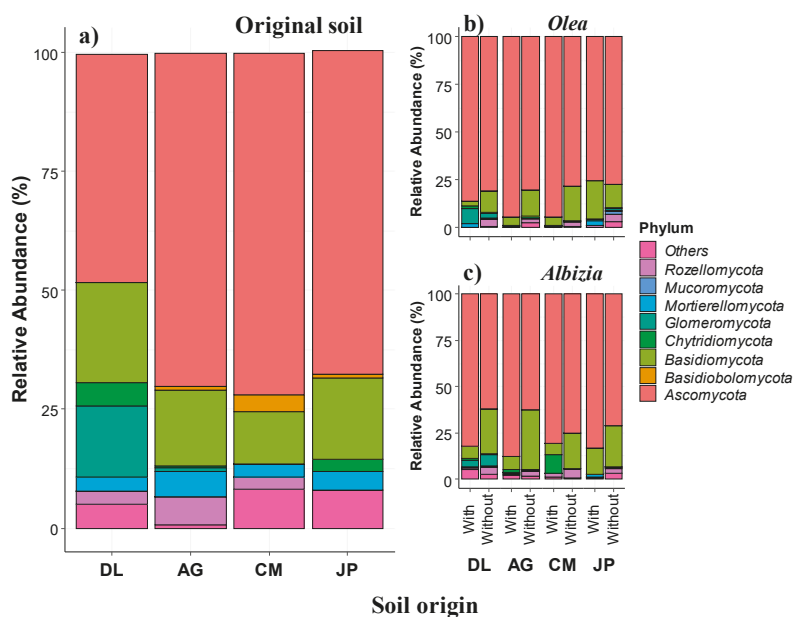 a)
Original soil
Relative Abundance (%)
100
75
50
25
0
DL
AG
CM
JP
b)
Olea
Relative Abundance (%)
100
75
50
25
0
c)
Albizia
Relative Abundance (%)
100
75
50
25
0
With
Without
With
Without
With
Without
With
Without
DL
AG
CM
JP
Phylum
Others
Rozellomycota
Mucoromycota
Mortierellomycota
Glomeromycota
Chytridiomycota
Basidiomycota
Basidiobolomycota
Ascomycota
Soil origin